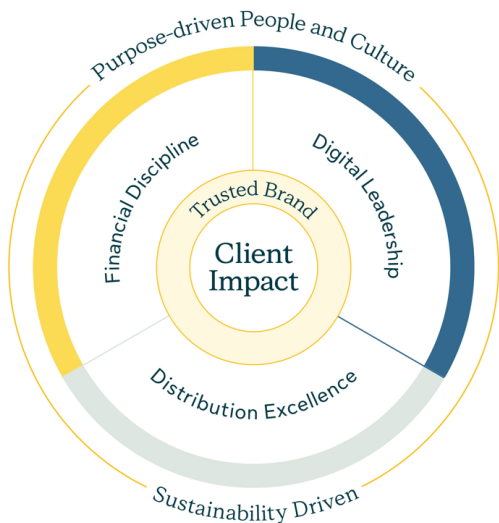 Purpose-driven People and Culture
Financial Discipline
Digital Leadership
Trusted Brand
Client
Impact
Distribution Excellence
Sustainability Driven